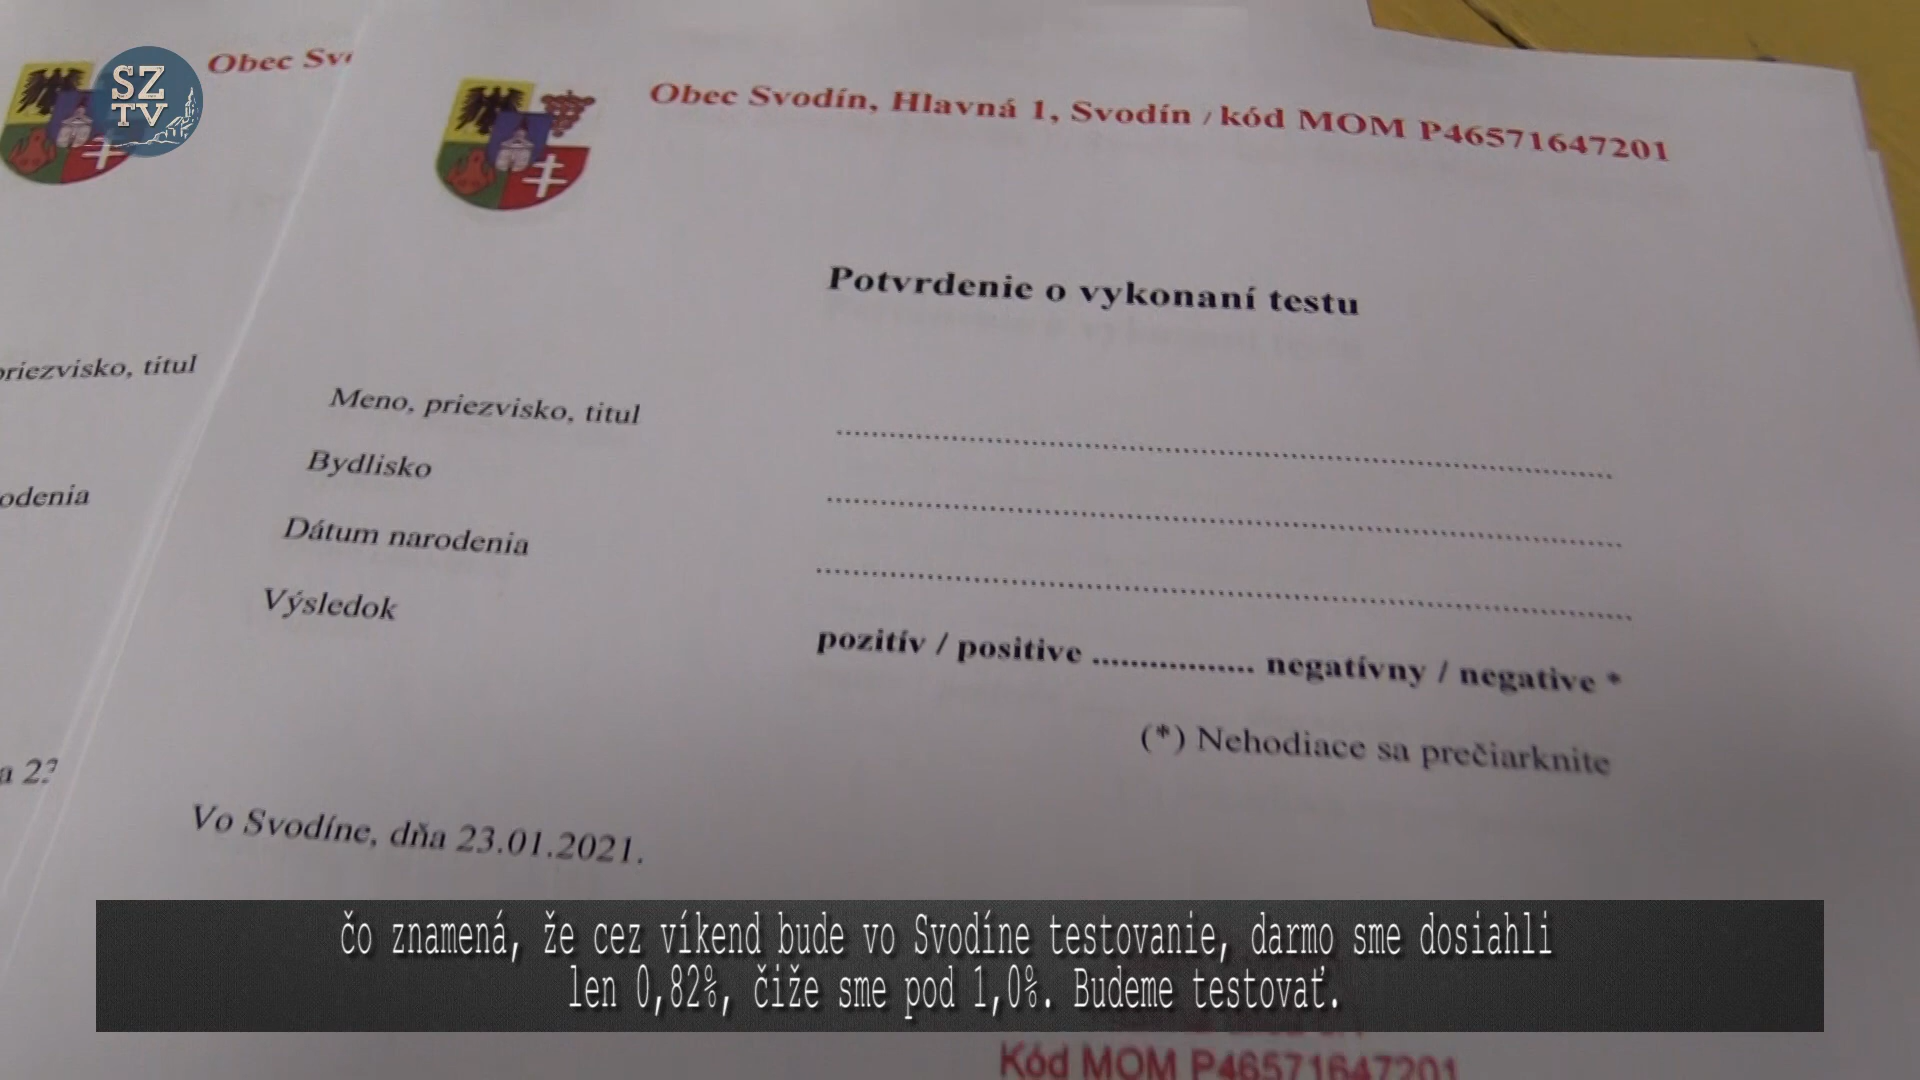 SZ
TV
Obec Sv
Obec Svodín, Hlavná 1, Svodín / kód MOM P46571647201
Potvrdenie o vykonaní testu
priezvisko, titul
Meno, priezvisko, titul
Bydlisko
odenia
Dátum narodenia
Výsledok
pozitív / positive ................. negatívny / negative *
(*) Nehodiace sa prečiarknite
a 23
Vo Svodíne, dňa 23.01.2021.
čo znamená, že cez víkend bude vo Svodíne testovanie, darmo sme dosiahli
len 0,82%, čiže sme pod 1,0%. Budeme testovať.
Kód MOM P46571647201